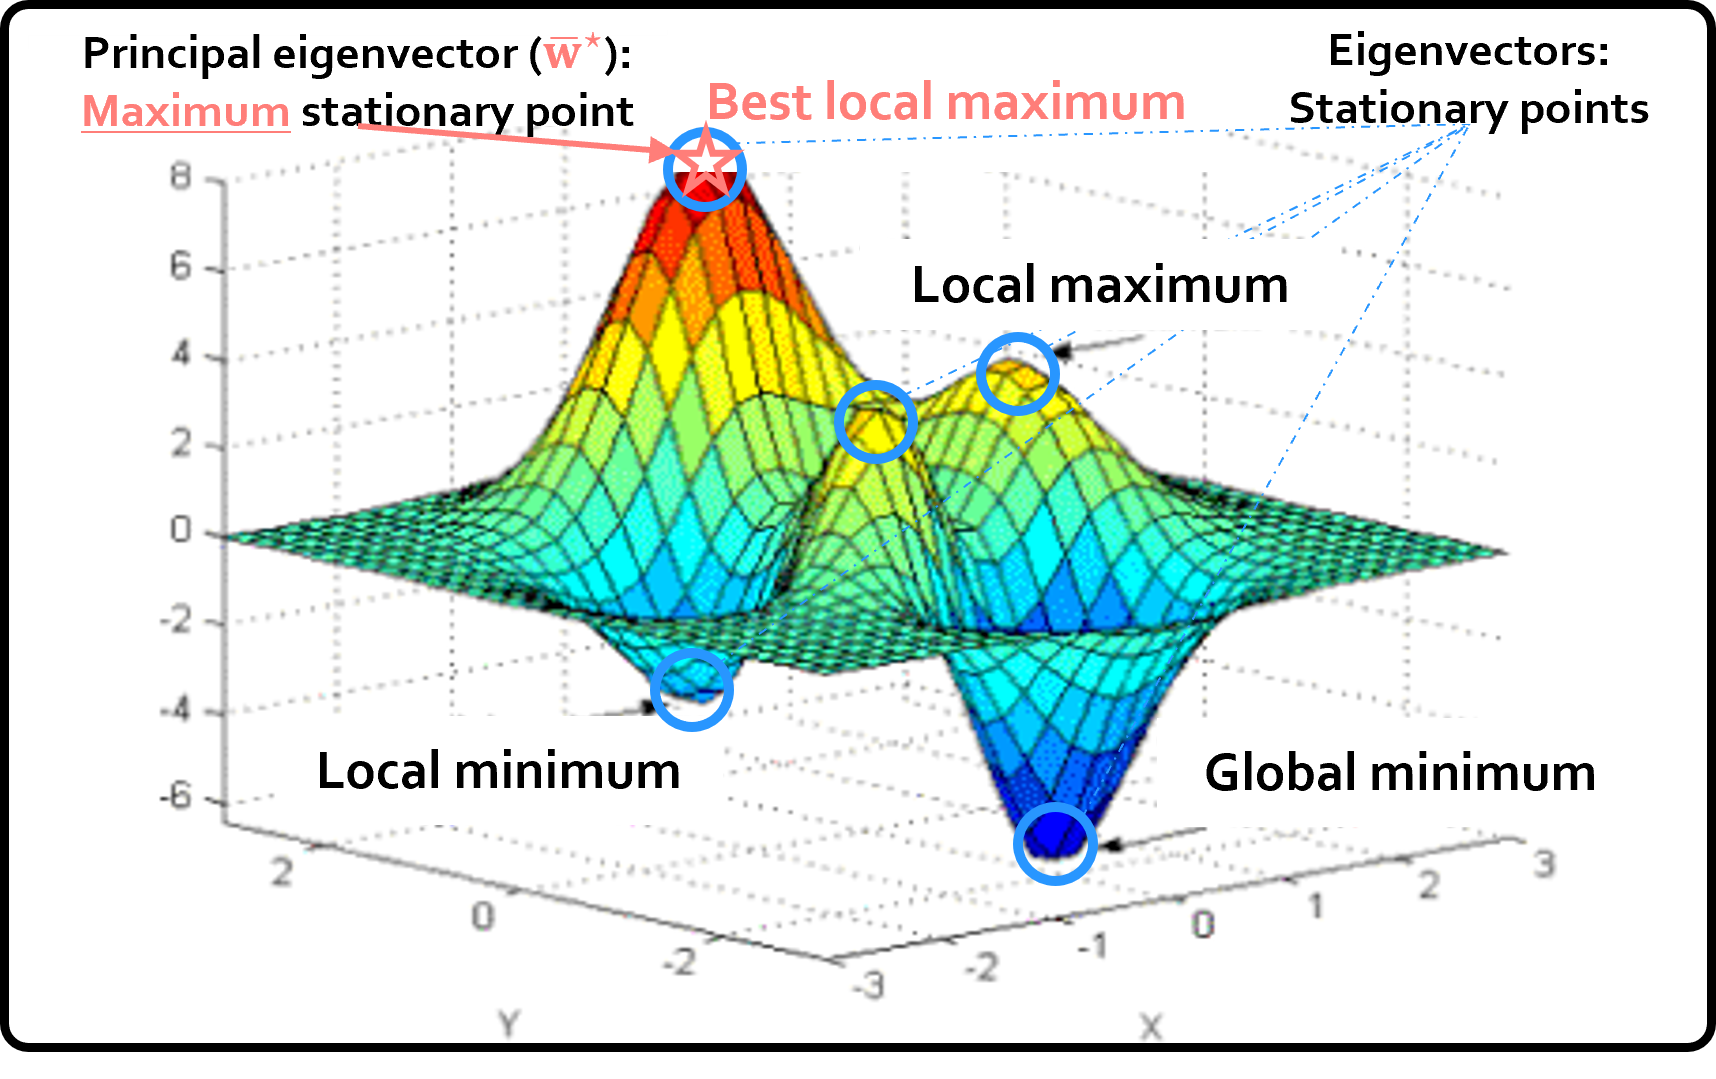 Principal eigenvector (w̅*):
Maximum stationary point
Best local maximum
Eigenvectors:
Stationary points
Local maximum
Local minimum
Global minimum
8
6
4
2
0
-2
-4
-6
2
0
-2
Y
-3
-2
-1
0
1
2
3
X